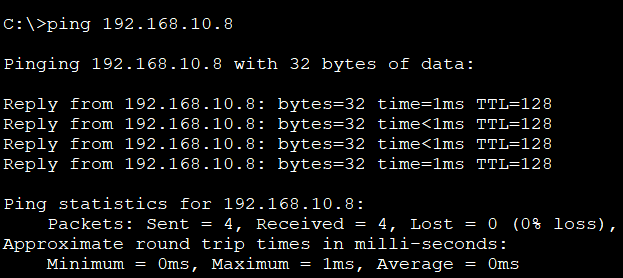 C:\>ping 192.168.10.8
Pinging 192.168.10.8 with 32 bytes of data:
Reply from 192.168.10.8: bytes=32 time=1ms TTL=128
Reply from 192.168.10.8: bytes=32 time<1ms TTL=128
Reply from 192.168.10.8: bytes=32 time<1ms TTL=128
Reply from 192.168.10.8: bytes=32 time=1ms TTL=128
Ping statistics for 192.168.10.8:
    Packets: Sent = 4, Received = 4, Lost = 0 (0% loss),
Approximate round trip times in milli-seconds:
    Minimum = 0ms, Maximum = 1ms, Average = 0ms